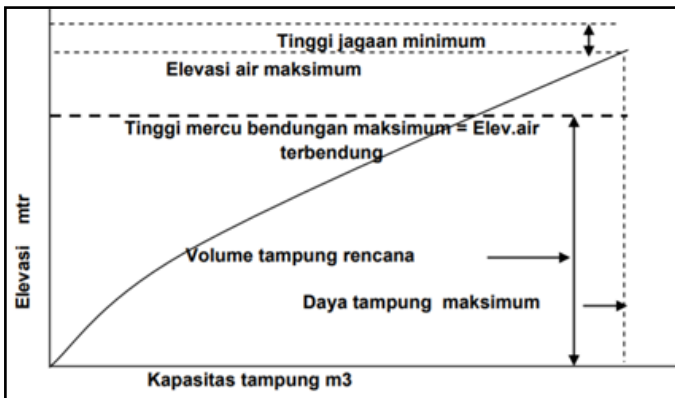 Tinggi jagaan minimum
Elevasi air maksimum
Tinggi mercu bendungan maksimum = Elev.air
terbendung
Volume tampung rencana
Daya tampung maksimum
Elevasi mtr
Kapasitas tampung m3